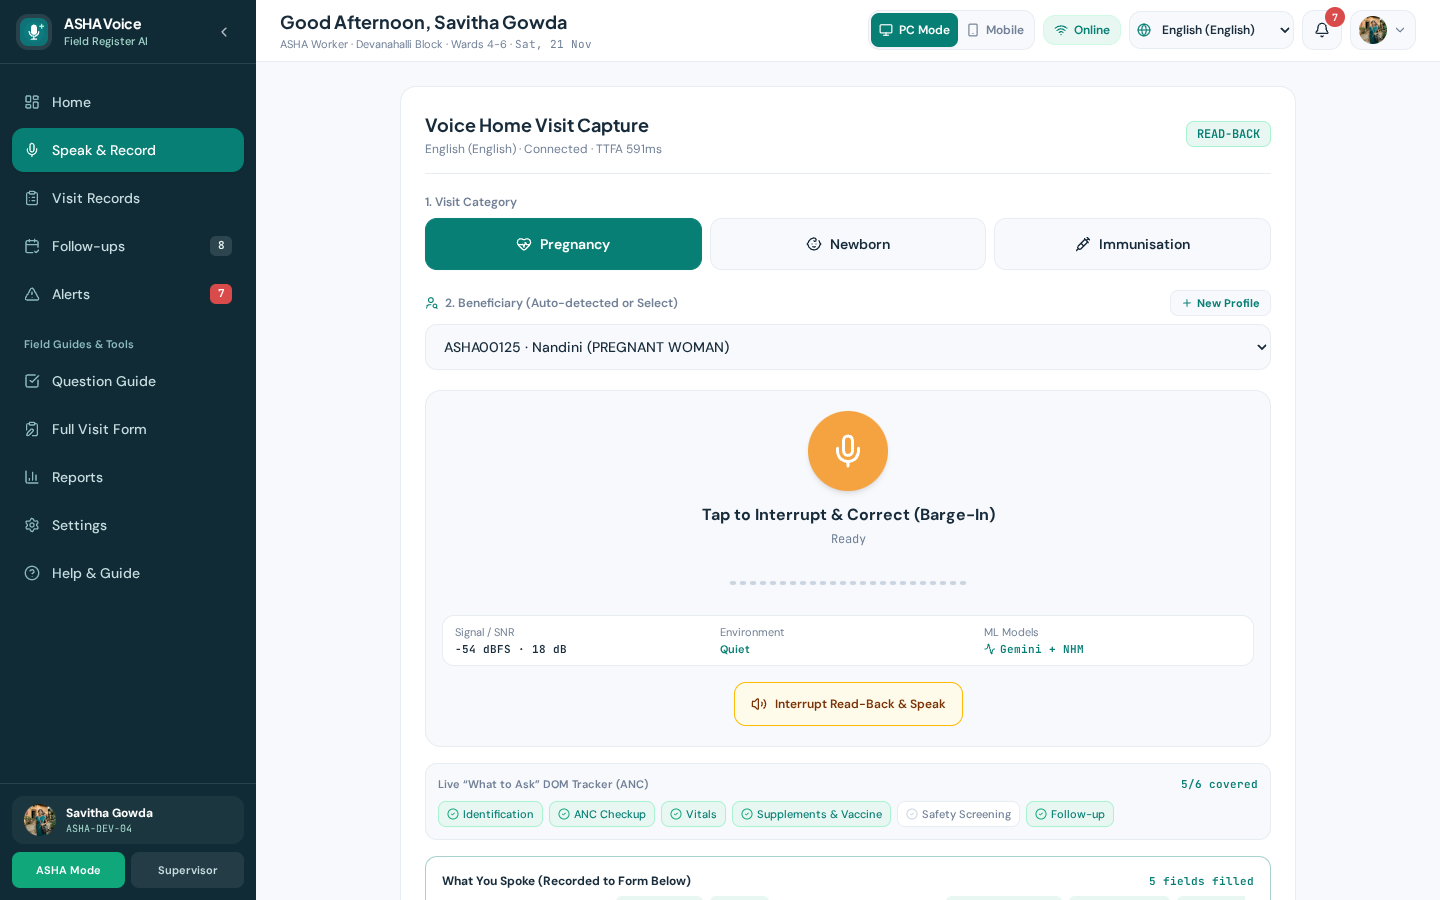 ASHA Voice
Field Register AI
Home
Speak & Record
Visit Records
Follow-ups 8
Alerts 7
Field Guides & Tools
Question Guide
Full Visit Form
Reports
Settings
Help & Guide
Savitha Gowda
ASHA-DEV-04
ASHA Mode Supervisor
Good Afternoon, Savitha Gowda
ASHA Worker · Devanahalli Block · Wards 4-6 · Sat, 21 Nov
PC Mode Mobile Online English (English) 7
Voice Home Visit Capture
English (English) · Connected · TTFA 591ms
READ-BACK
1. Visit Category
Pregnancy Newborn Immunisation
2. Beneficiary (Auto-detected or Select) + New Profile
ASHA00125 · Nandini (PREGNANT WOMAN)
Tap to Interrupt & Correct (Barge-In)
Ready
Signal / SNR Environment ML Models
-54 dBFS · 18 dB Quiet Gemini + NHM
Interrupt Read-Back & Speak
Live “What to Ask” DOM Tracker (ANC) 5/6 covered
Identification ANC Checkup Vitals Supplements & Vaccine Safety Screening Follow-up
What You Spoke (Recorded to Form Below) 5 fields filled